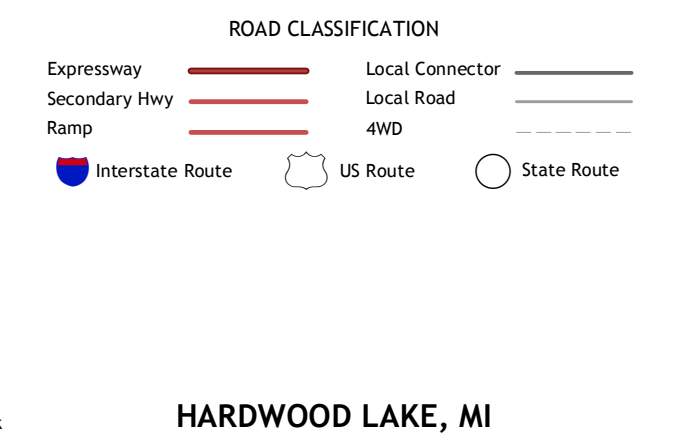 ROAD CLASSIFICATION
Expressway
Local Connector
Secondary Hwy
Local Road
Ramp
4WD
Interstate Route
US Route
State Route
HARDWOOD LAKE, MI